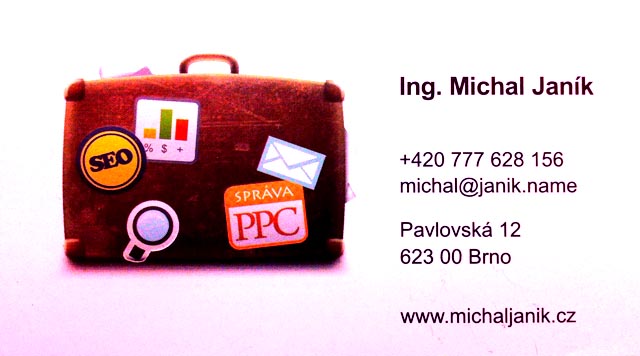 % $ +
SEO
SPRÁVA
PPC
Ing. Michal Janík
+420 777 628 156
michal@janik.name
Pavlovská 12
623 00 Brno
www.michaljanik.cz